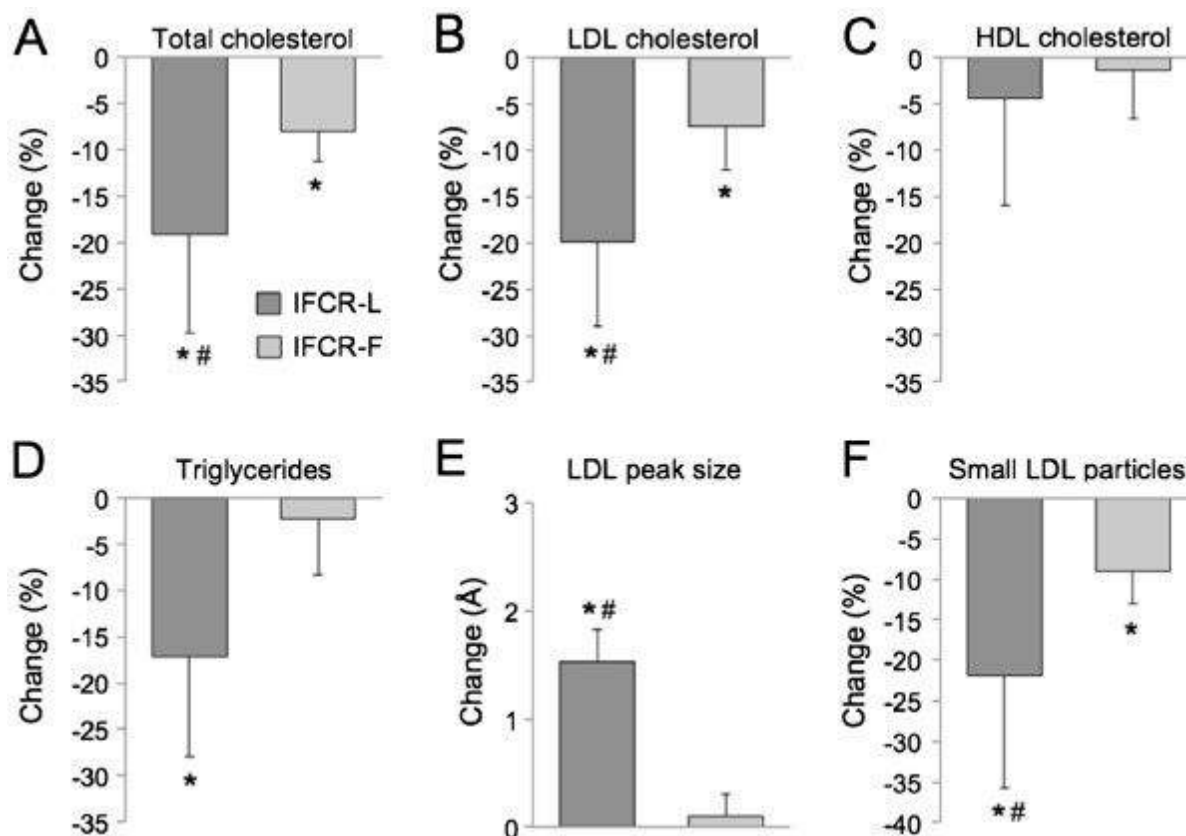 A
Total cholesterol
Change (%)
0
-5
-10
-15
-20
-25
-30
-35
* #
*
IFCR-L
IFCR-F
B
LDL cholesterol
Change (%)
0
-5
-10
-15
-20
-25
-30
-35
* #
*
C
HDL cholesterol
Change (%)
0
-5
-10
-15
-20
-25
-30
-35
D
Triglycerides
Change (%)
0
-5
-10
-15
-20
-25
-30
-35
*
E
LDL peak size
Change (Å)
3
2
1
0
* #
F
Small LDL particles
Change (%)
0
-5
-10
-15
-20
-25
-30
-35
-40
* #
*